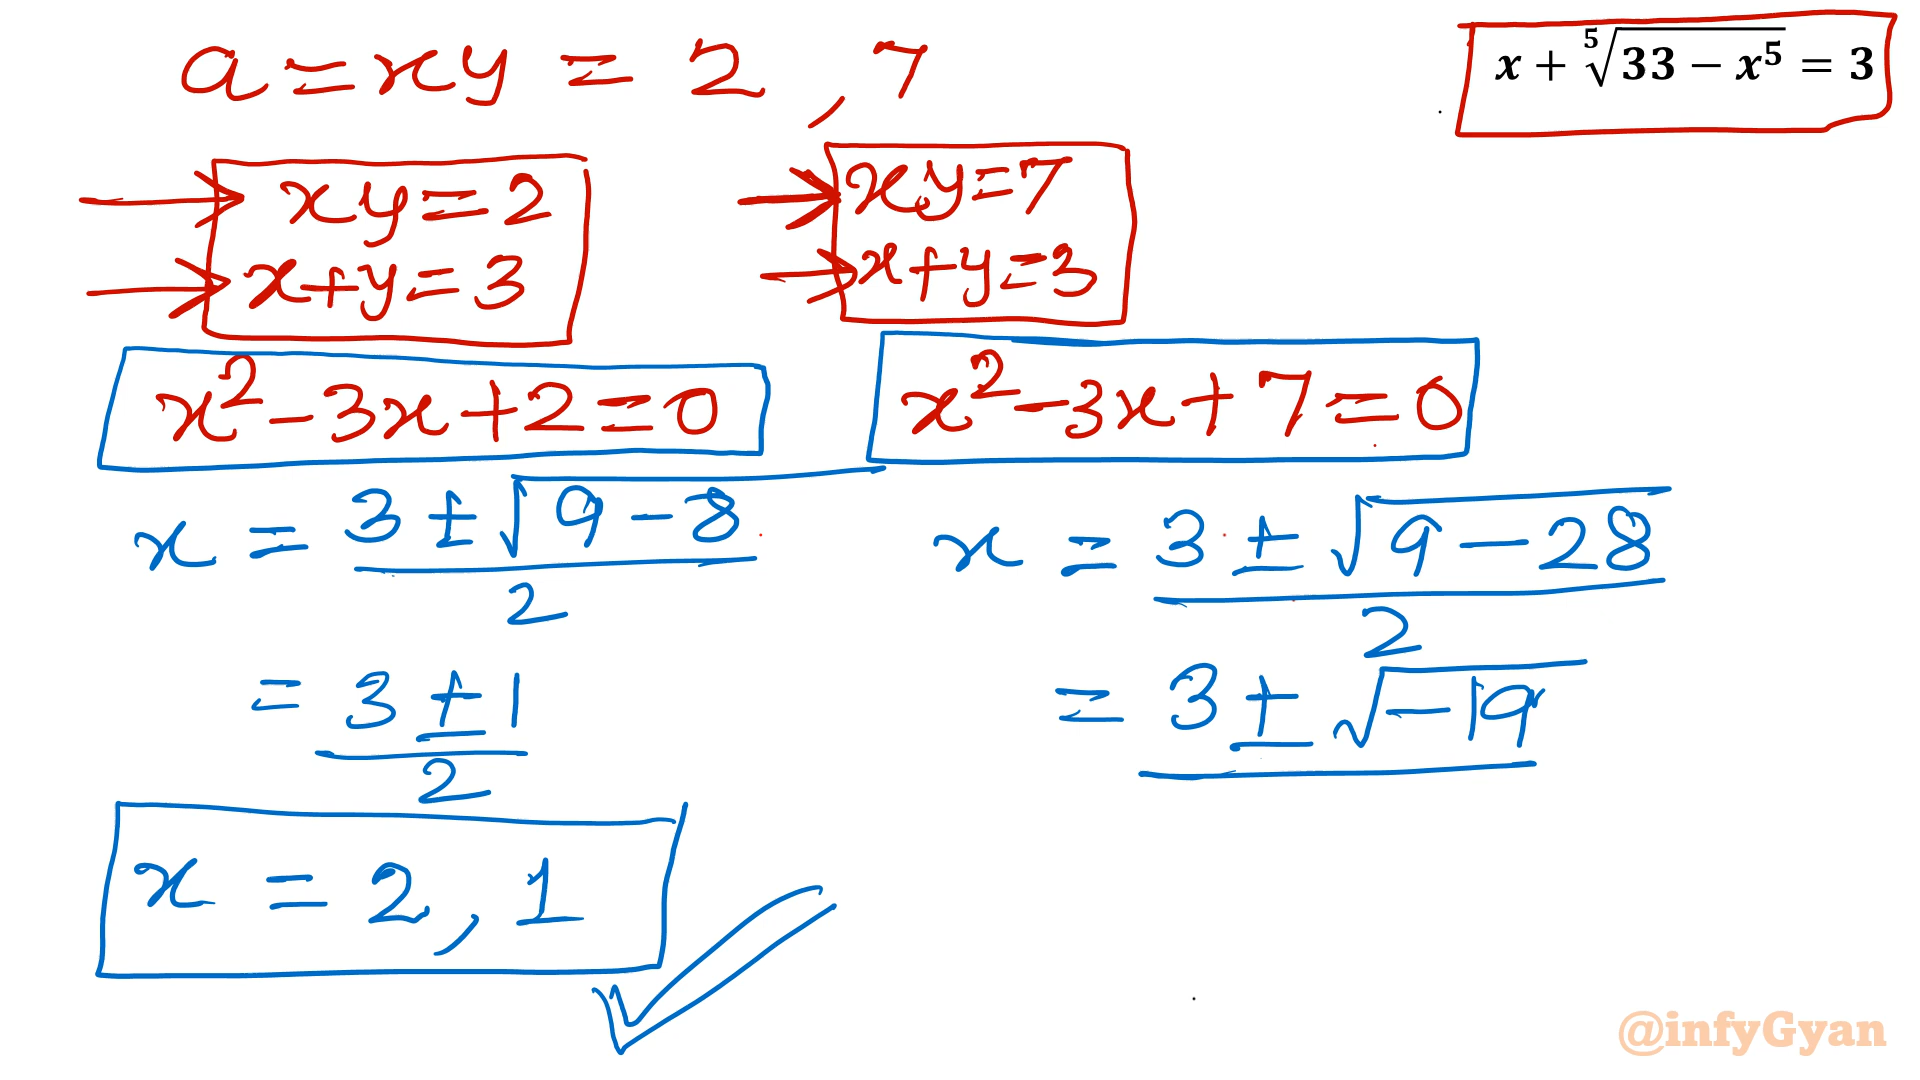 a = xy = 2, 7
x + ⁵√(33 − x⁵) = 3
xy = 2
x + y = 3
xy = 7
x + y = 3
x² − 3x + 2 = 0
x² − 3x + 7 = 0
x = (3 ± √(9 − 8)) / 2
= (3 ± 1) / 2
x = 2, 1
x = (3 ± √(9 − 28)) / 2
= 3 ± √−19
@infyGyan